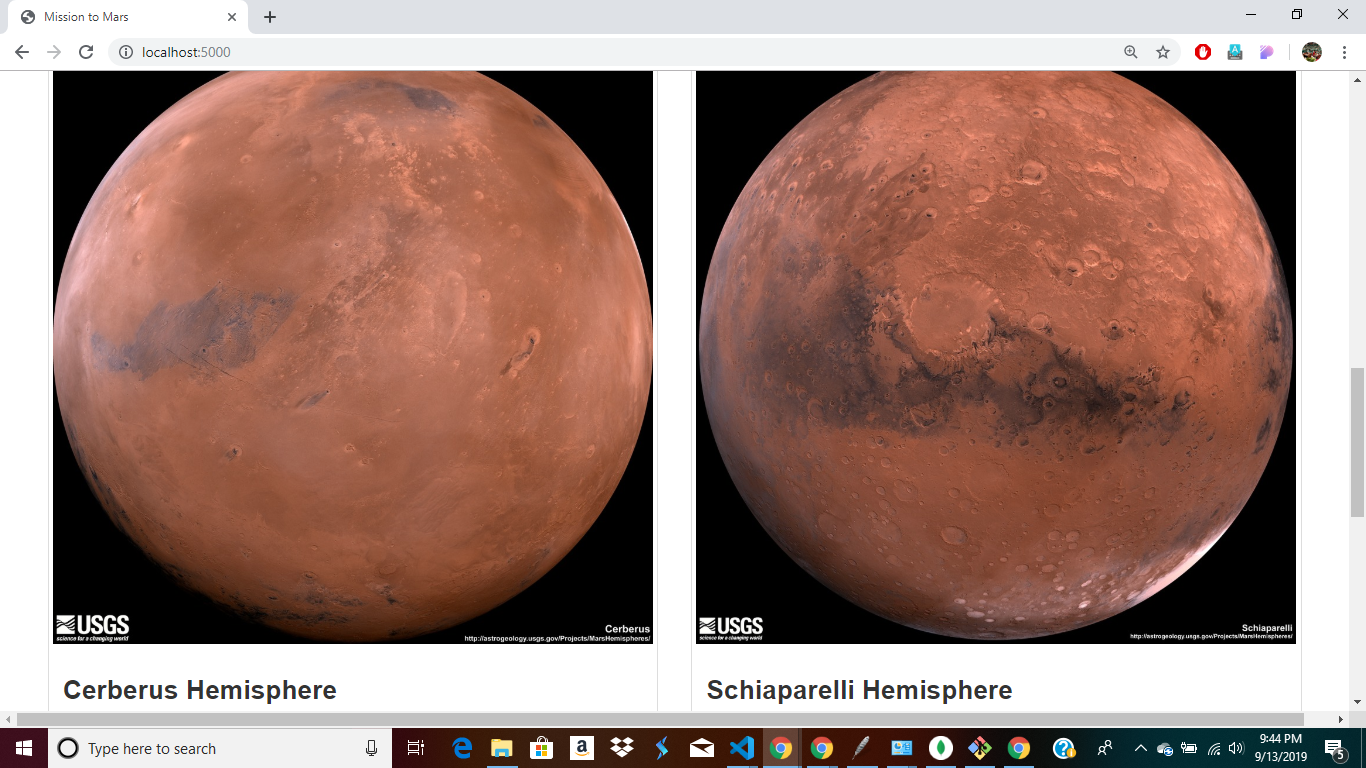 Mission to Mars
localhost:5000
USGS
science for a changing world
Cerberus
http://astrogeology.usgs.gov/Projects/MarsHemispheres/
USGS
science for a changing world
Schiaparelli
http://astrogeology.usgs.gov/Projects/MarsHemispheres/
Cerberus Hemisphere
Schiaparelli Hemisphere
Type here to search
a
9:44 PM
9/13/2019
5